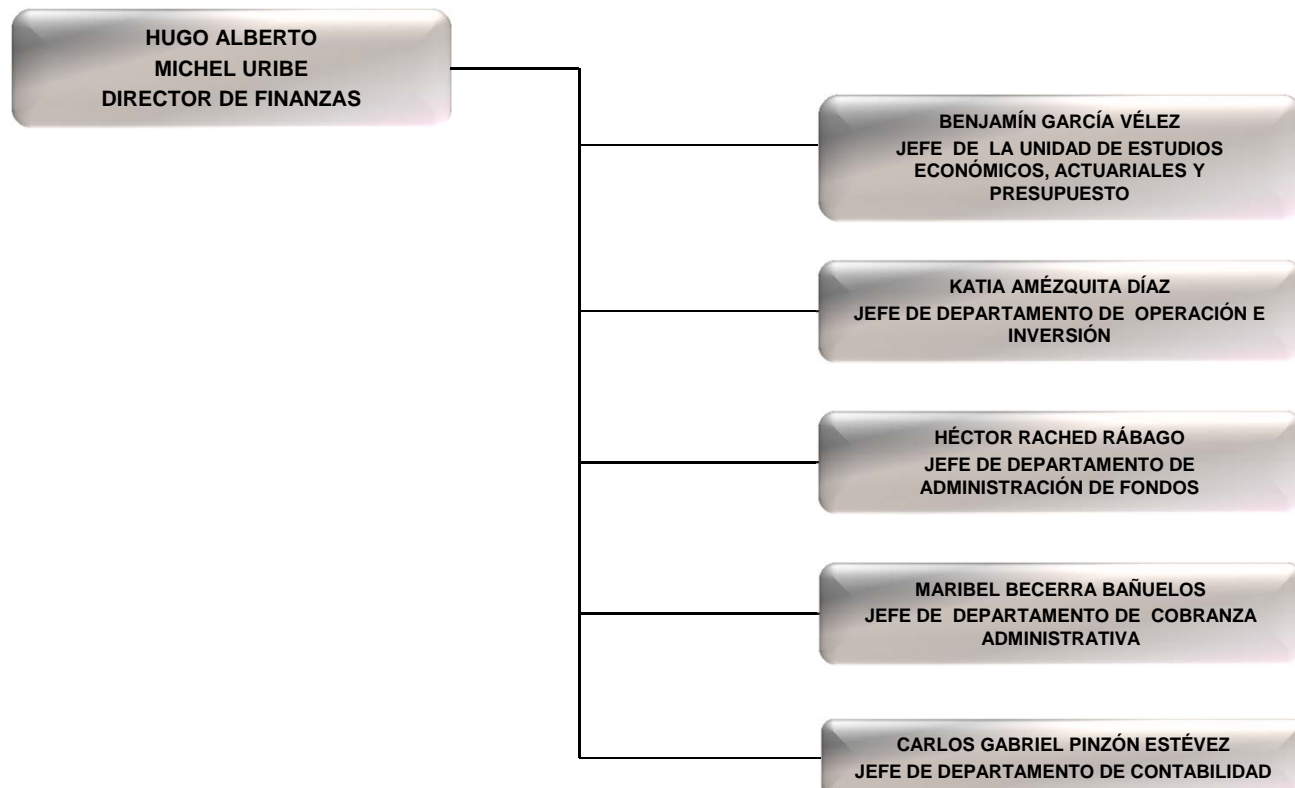 HUGO ALBERTO
MICHEL URIBE
DIRECTOR DE FINANZAS
BENJAMÍN GARCÍA VÉLEZ
JEFE DE LA UNIDAD DE ESTUDIOS
ECONÓMICOS, ACTUARIALES Y
PRESUPUESTO
KATIA AMÉZQUITA DÍAZ
JEFE DE DEPARTAMENTO DE OPERACIÓN E
INVERSIÓN
HÉCTOR RACHED RÁBAGO
JEFE DE DEPARTAMENTO DE
ADMINISTRACIÓN DE FONDOS
MARIBEL BECERRA BAÑUELOS
JEFE DE DEPARTAMENTO DE COBRANZA
ADMINISTRATIVA
CARLOS GABRIEL PINZÓN ESTÉVEZ
JEFE DE DEPARTAMENTO DE CONTABILIDAD